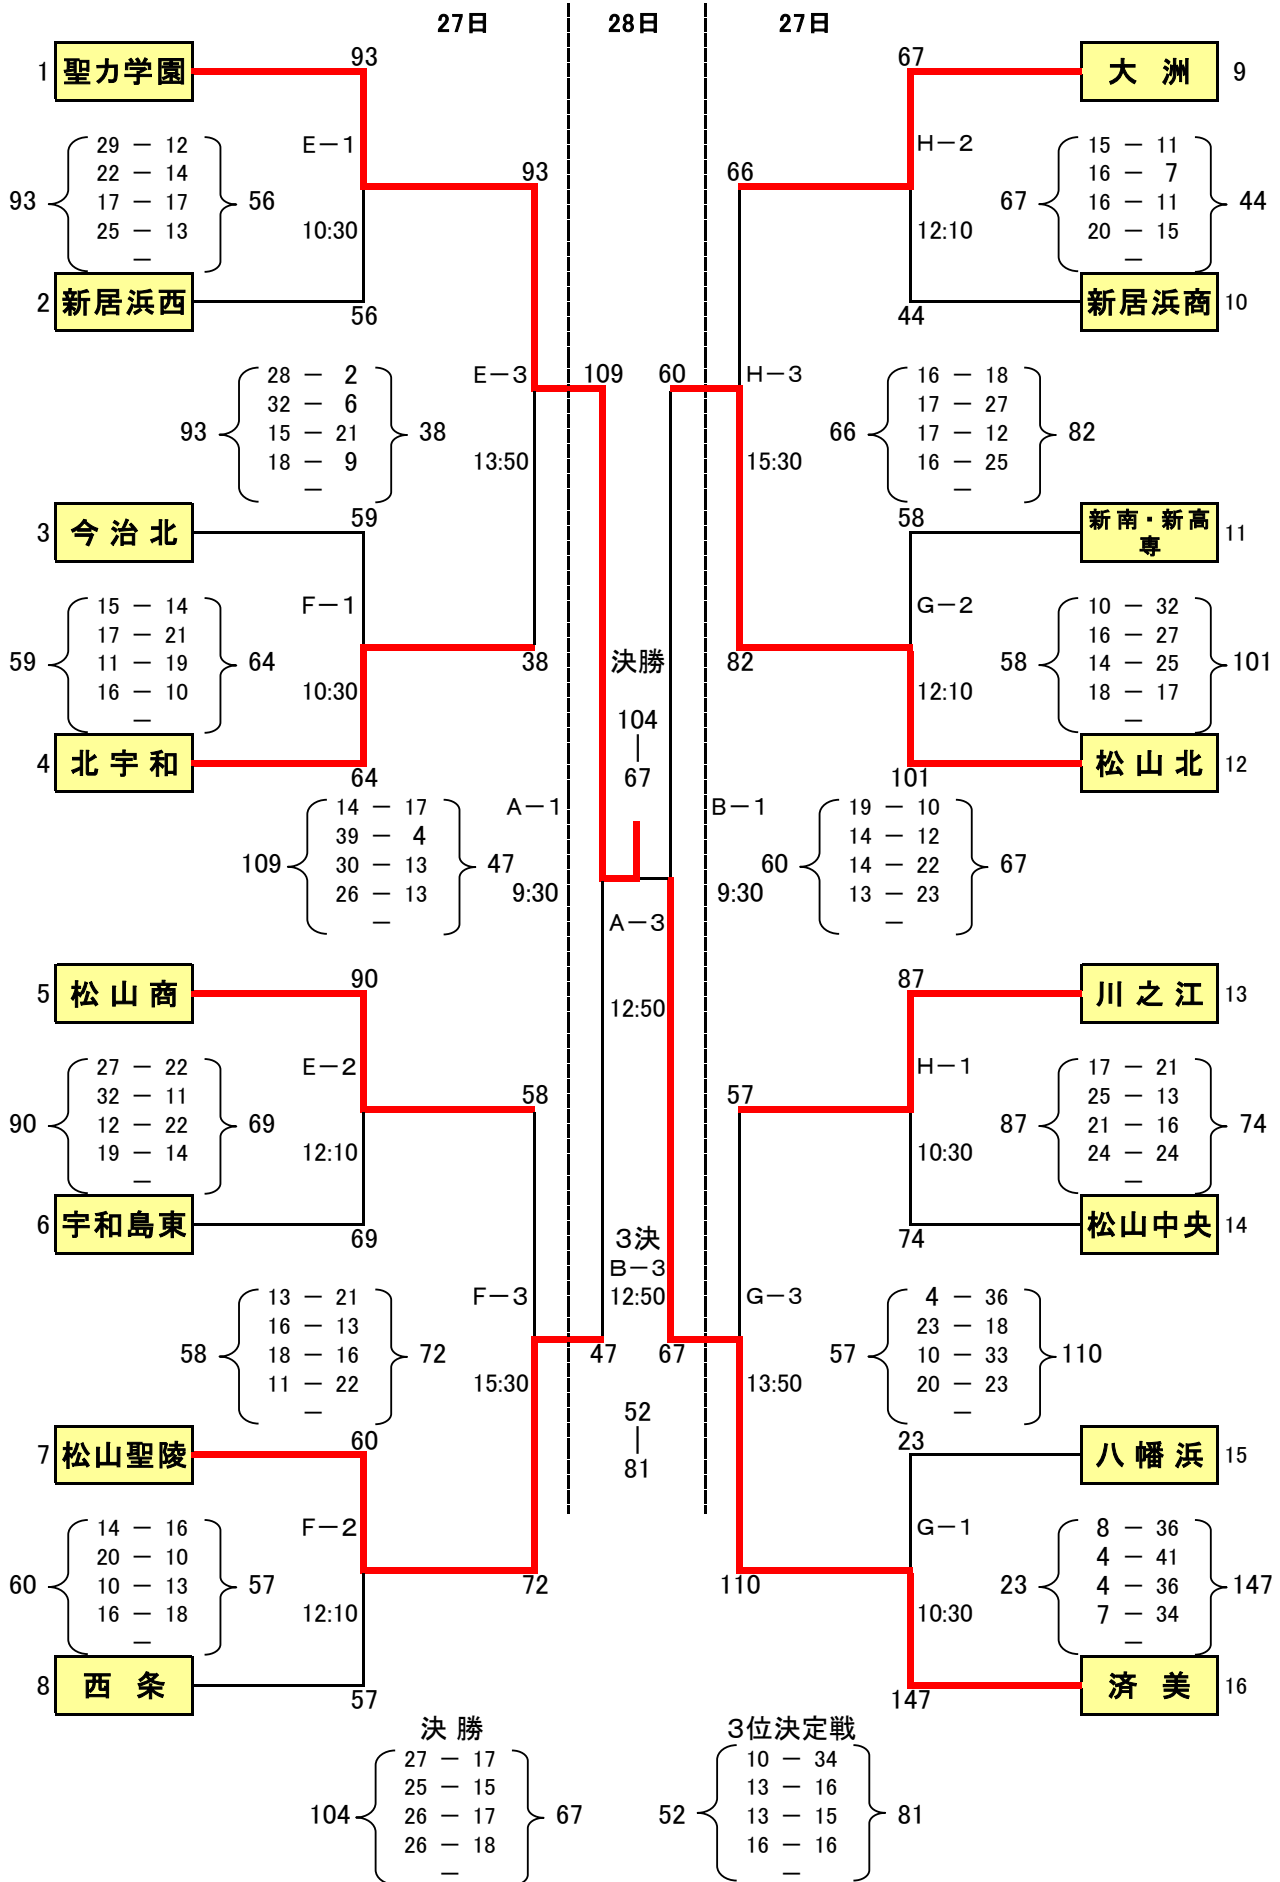 27日 28日 27日
93 67
1 聖カ学園 大 洲 9
29 － 12 E－1 H－2 15 － 11
22 － 14 93 66 16 － 7
93 17 － 17 56 67 16 － 11 44
25 － 13 10:30 12:10 20 － 15
－ －
2 新居浜西 新居浜商 10
56 44
28 － 2 E－3 109 60 H－3 16 － 18
32 － 6 17 － 27
93 15 － 21 38 66 17 － 12 82
18 － 9 13:50 15:30 16 － 25
－ －
59 58
3 今 治 北 新南・新高
専 11
15 － 14 F－1 G－2 10 － 32
17 － 21 16 － 27
59 11 － 19 64 38 決勝 82 58 14 － 25 101
16 － 10 10:30 12:10 18 － 17
－ 104 －
｜
4 北 宇 和 67 松 山 北 12
64 101
14 － 17 A－1 B－1 19 － 10
39 － 4 14 － 12
109 30 － 13 47 60 14 － 22 67
26 － 13 9:30 9:30 13 － 23
－ A－3 －
90 87
5 松 山 商 12:50 川 之 江 13
27 － 22 E－2 H－1 17 － 21
32 － 11 58 57 25 － 13
90 12 － 22 69 87 21 － 16 74
19 － 14 12:10 10:30 24 － 24
－ －
6 宇和島東 松山中央 14
69 3決 74
B－3
13 － 21 F－3 12:50 G－3 4 － 36
16 － 13 23 － 18
58 18 － 16 72 47 67 57 10 － 33 110
11 － 22 15:30 13:50 20 － 23
－ 52 －
｜
60 81 23
7 松山聖陵 八 幡 浜 15
14 － 16 F－2 G－1 8 － 36
20 － 10 4 － 41
60 10 － 13 57 72 110 23 4 － 36 147
16 － 18 12:10 10:30 7 － 34
－ －
8 西 条 済 美 16
57 147
決 勝 3位決定戦
27 － 17 10 － 34
25 － 15 13 － 16
104 26 － 17 67 52 13 － 15 81
26 － 18 16 － 16
－ －